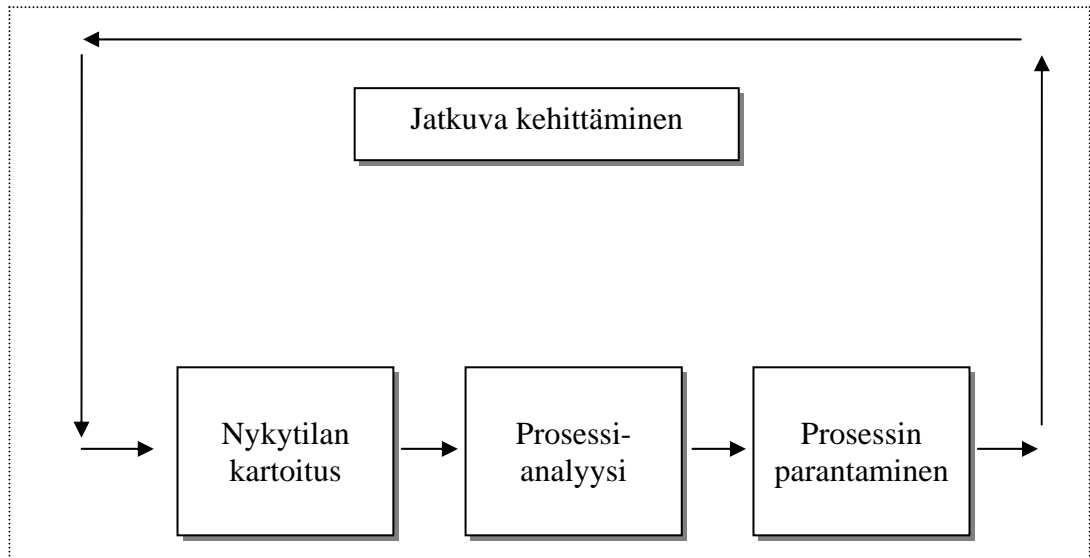 Jatkuva kehittäminen
Nykytilan
kartoitus
Prosessi-
analyysi
Prosessin
parantaminen